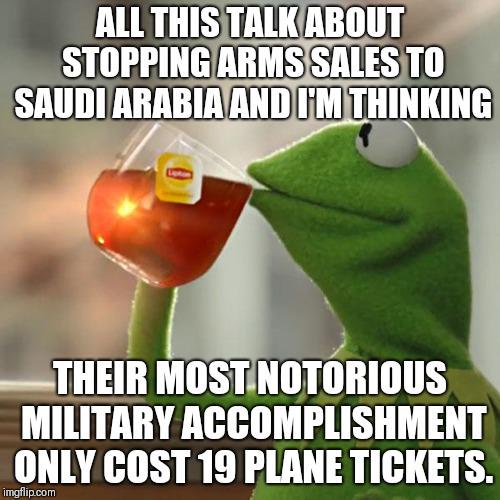 ALL THIS TALK ABOUT
STOPPING ARMS SALES TO
SAUDI ARABIA AND I'M THINKING
Lipton
THEIR MOST NOTORIOUS
MILITARY ACCOMPLISHMENT
ONLY COST 19 PLANE TICKETS.
imgflip.com